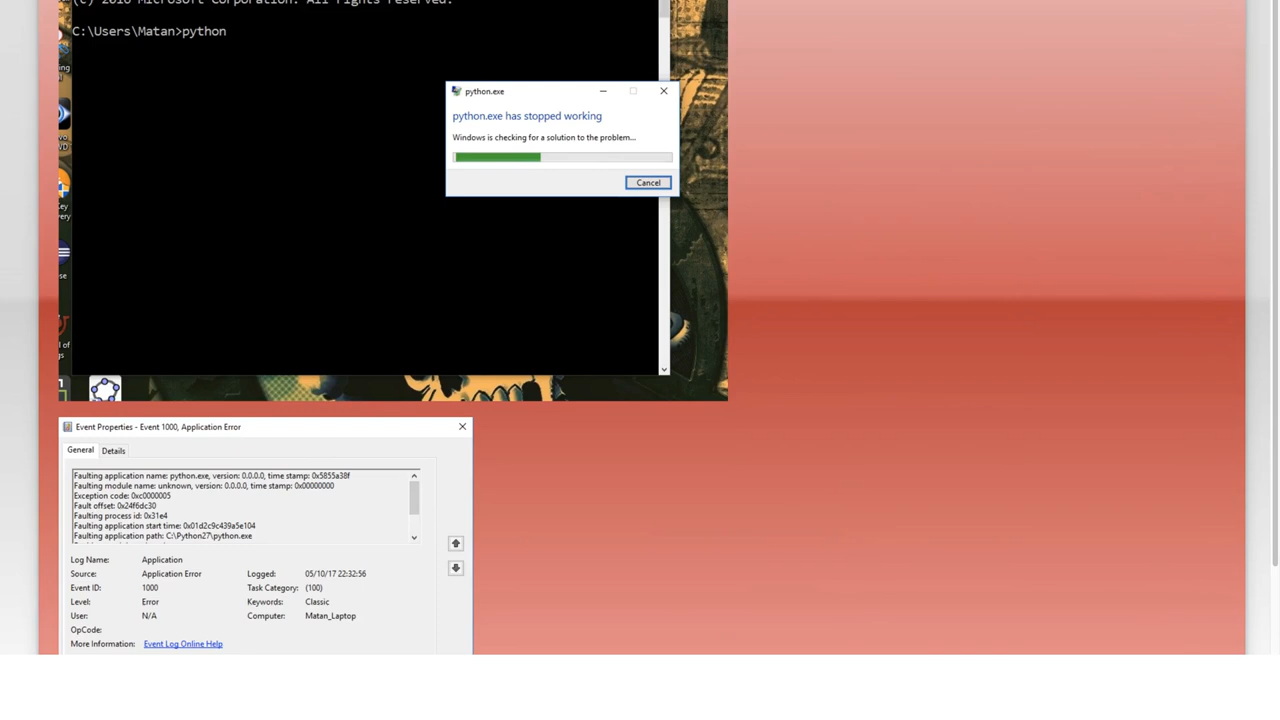 (c) 2016 Microsoft Corporation. All rights reserved.
C:\Users\Matan>python
python.exe
python.exe has stopped working
Windows is checking for a solution to the problem...
Cancel
Event Properties - Event 1000, Application Error
General Details
Faulting application name: python.exe, version: 0.0.0.0, time stamp: 0x5855a38f
Faulting module name: unknown, version: 0.0.0.0, time stamp: 0x00000000
Exception code: 0xc0000005
Fault offset: 0x24f6dc30
Faulting process id: 0x31e4
Faulting application start time: 0x01d2c9c439a5e104
Faulting application path: C:\Python27\python.exe
Log Name: Application
Source: Application Error Logged: 05/10/17 22:32:56
Event ID: 1000 Task Category: (100)
Level: Error Keywords: Classic
User: N/A Computer: Matan_Laptop
OpCode:
More Information: Event Log Online Help